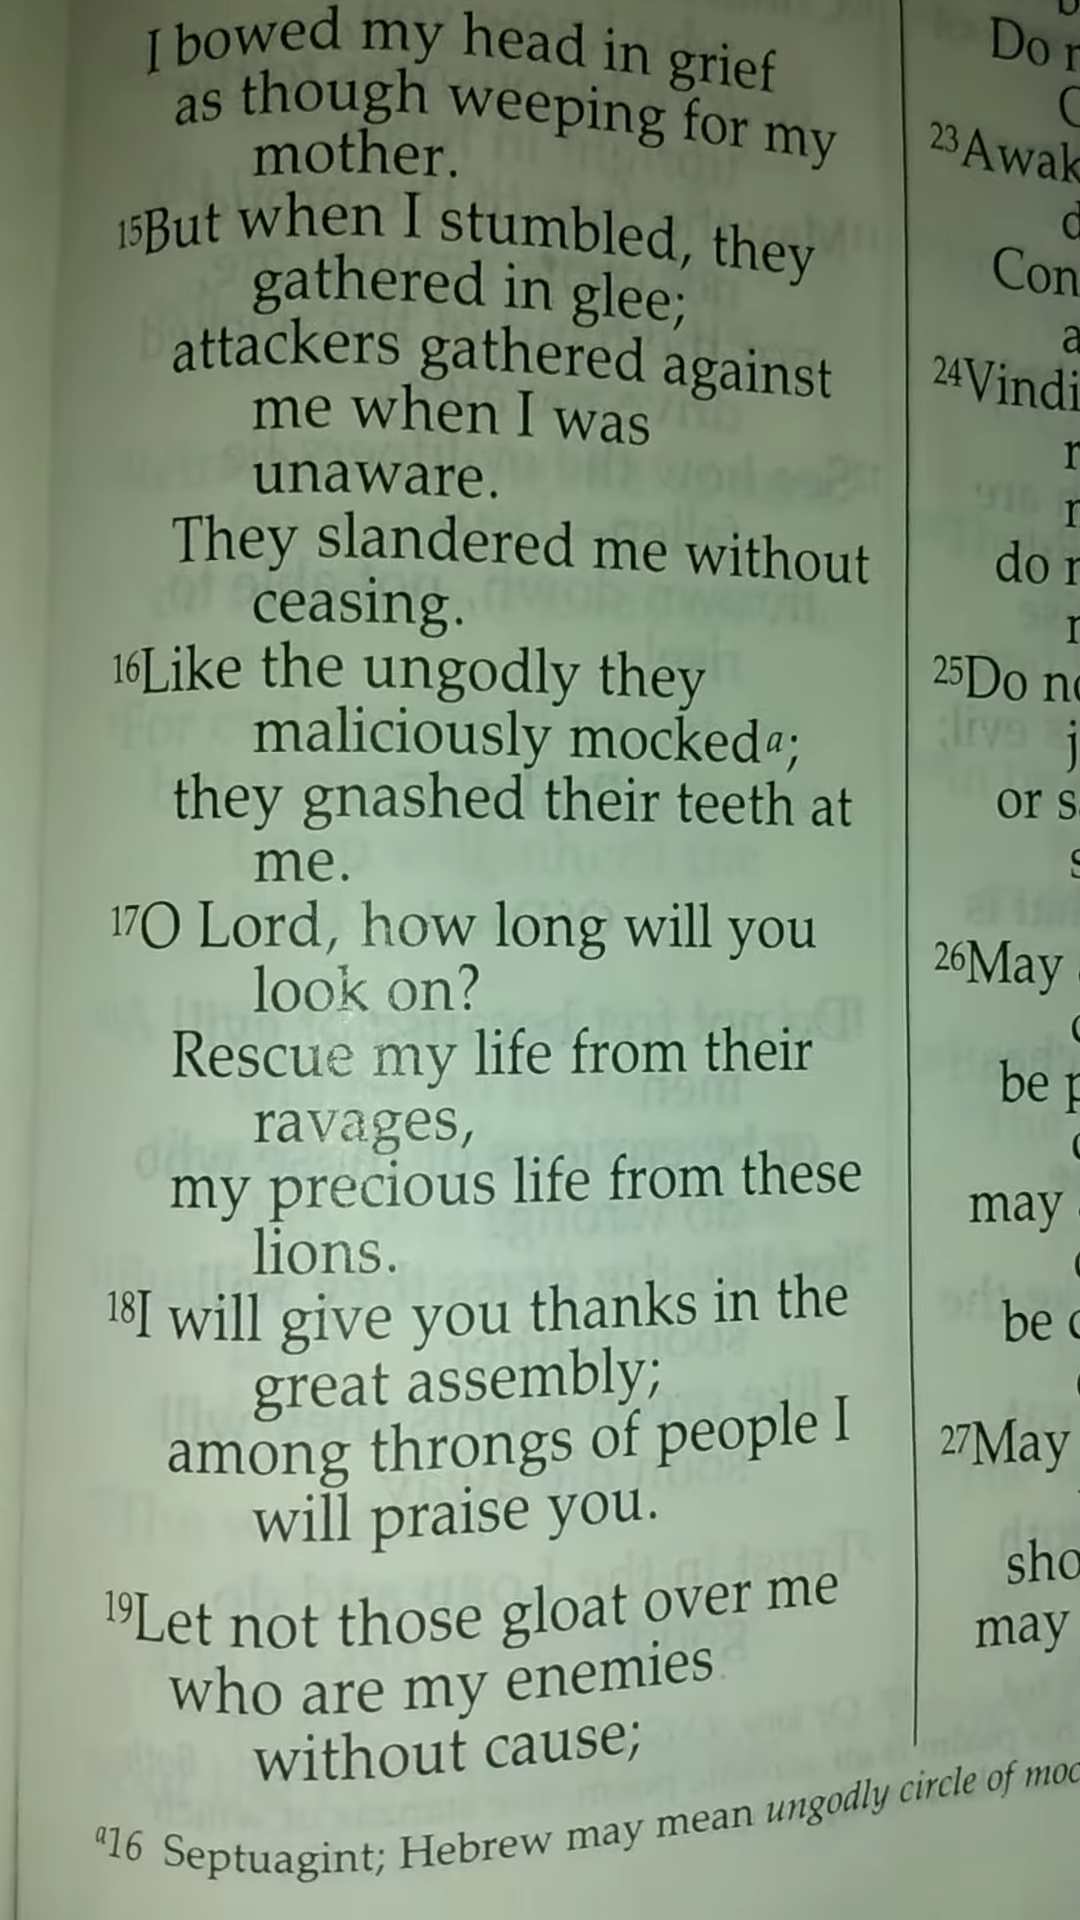 I bowed my head in grief
as though weeping for my
mother.
15But when I stumbled, they
gathered in glee;
attackers gathered against
me when I was
unaware.
They slandered me without
ceasing.
16Like the ungodly they
maliciously mockeda;
they gnashed their teeth at
me.
17O Lord, how long will you
look on?
Rescue my life from their
ravages,
my precious life from these
lions.
18I will give you thanks in the
great assembly;
among throngs of people I
will praise you.
19Let not those gloat over me
who are my enemies
without cause;
a16 Septuagint; Hebrew may mean ungodly circle of
Do
23
24
do
25Do
or
26May
be
may
be
27May
may